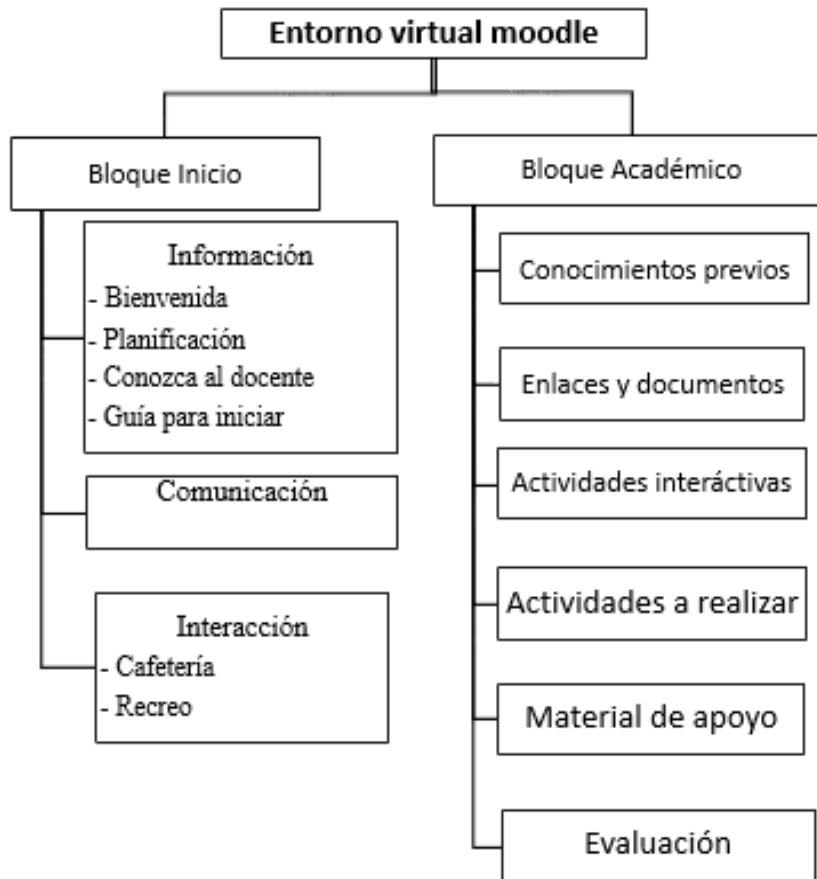 Entorno virtual moodle
Bloque Inicio
Información
- Bienvenida
- Planificación
- Conozca al docente
- Guía para iniciar
Comunicación
Interacción
- Cafetería
- Recreo
Bloque Académico
Conocimientos previos
Enlaces y documentos
Actividades interáctivas
Actividades a realizar
Material de apoyo
Evaluación